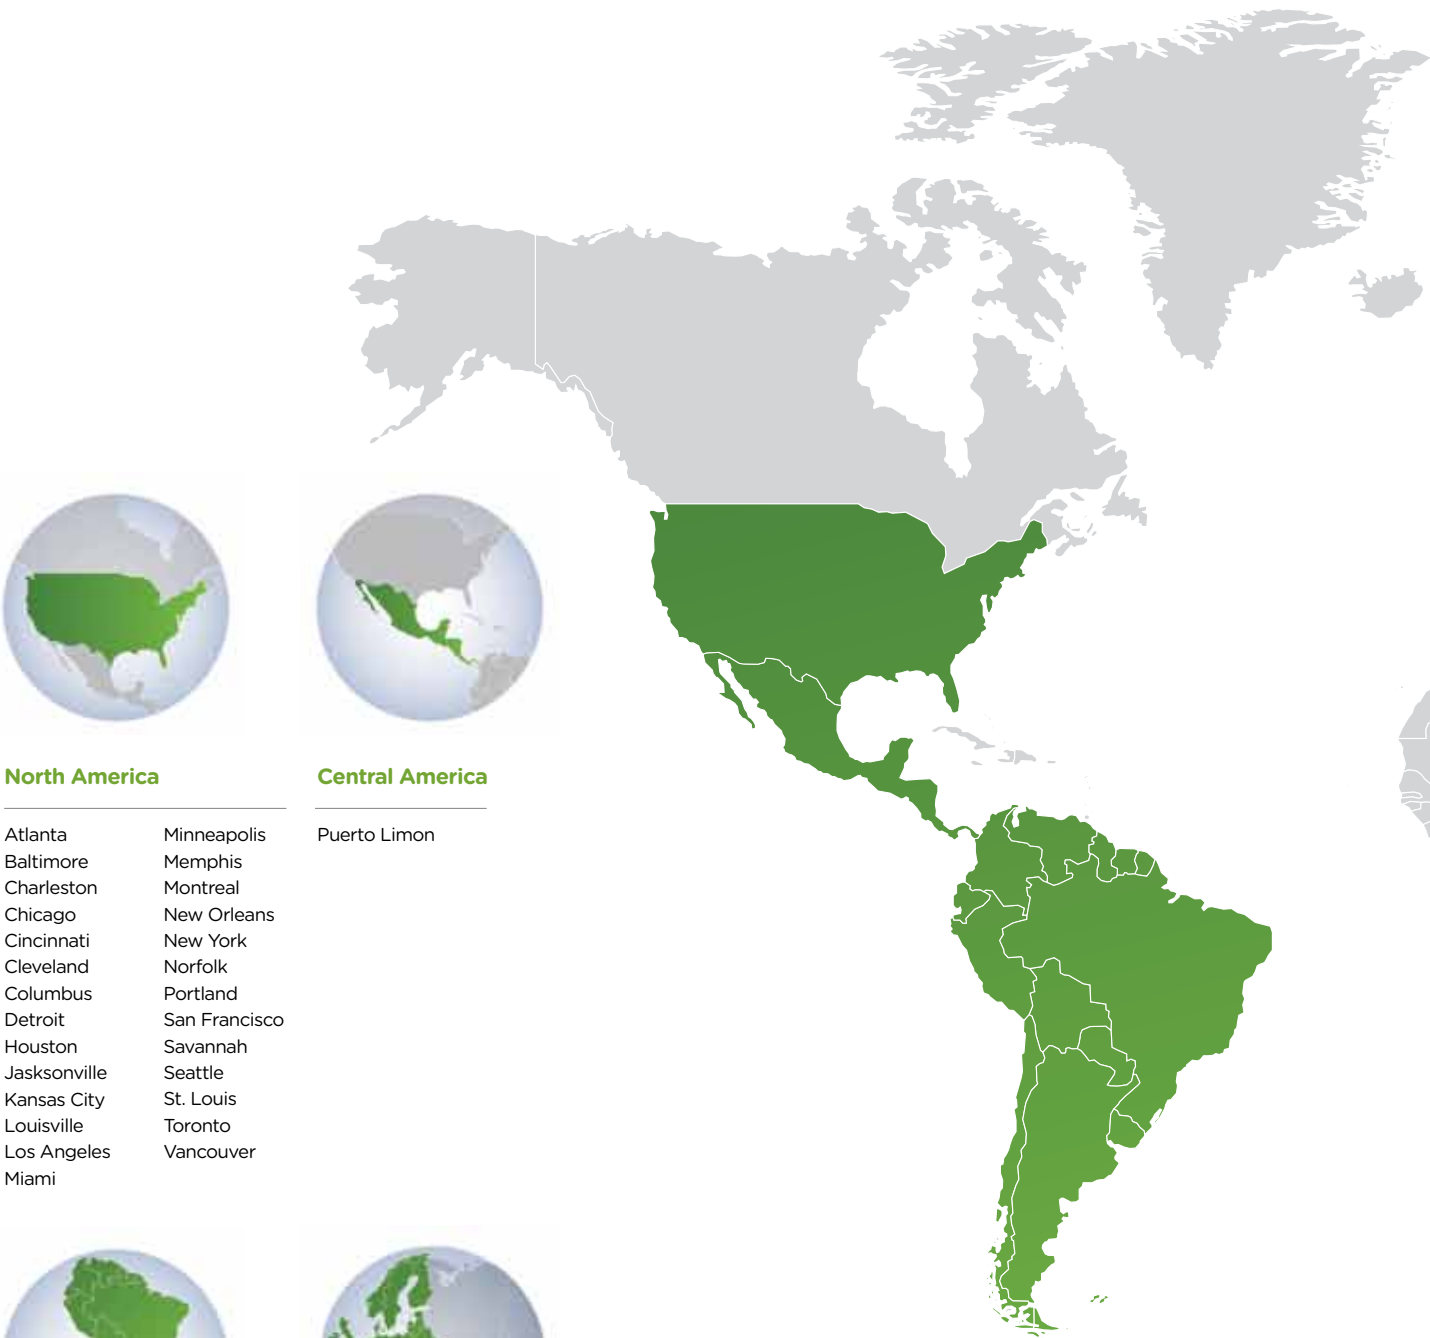 North America
Atlanta
Baltimore
Charleston
Chicago
Cincinnati
Cleveland
Columbus
Detroit
Houston
Jasksonville
Kansas City
Louisville
Los Angeles
Miami
Minneapolis
Memphis
Montreal
New Orleans
New York
Norfolk
Portland
San Francisco
Savannah
Seattle
St. Louis
Toronto
Vancouver
Central America
Puerto Limon